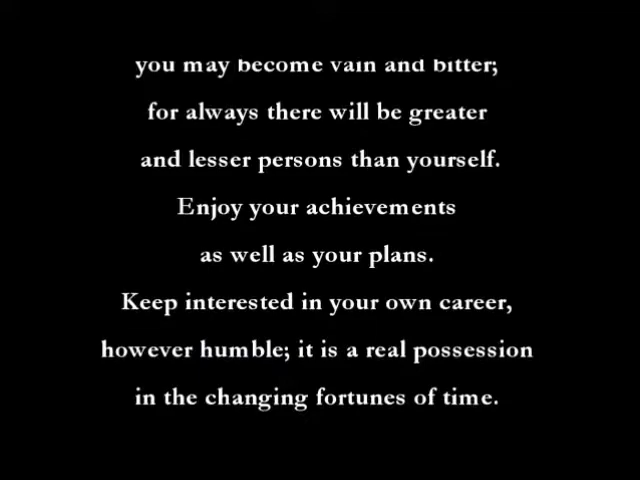 you may become vain and bitter;
for always there will be greater
and lesser persons than yourself.
Enjoy your achievements
as well as your plans.
Keep interested in your own career,
however humble; it is a real possession
in the changing fortunes of time.